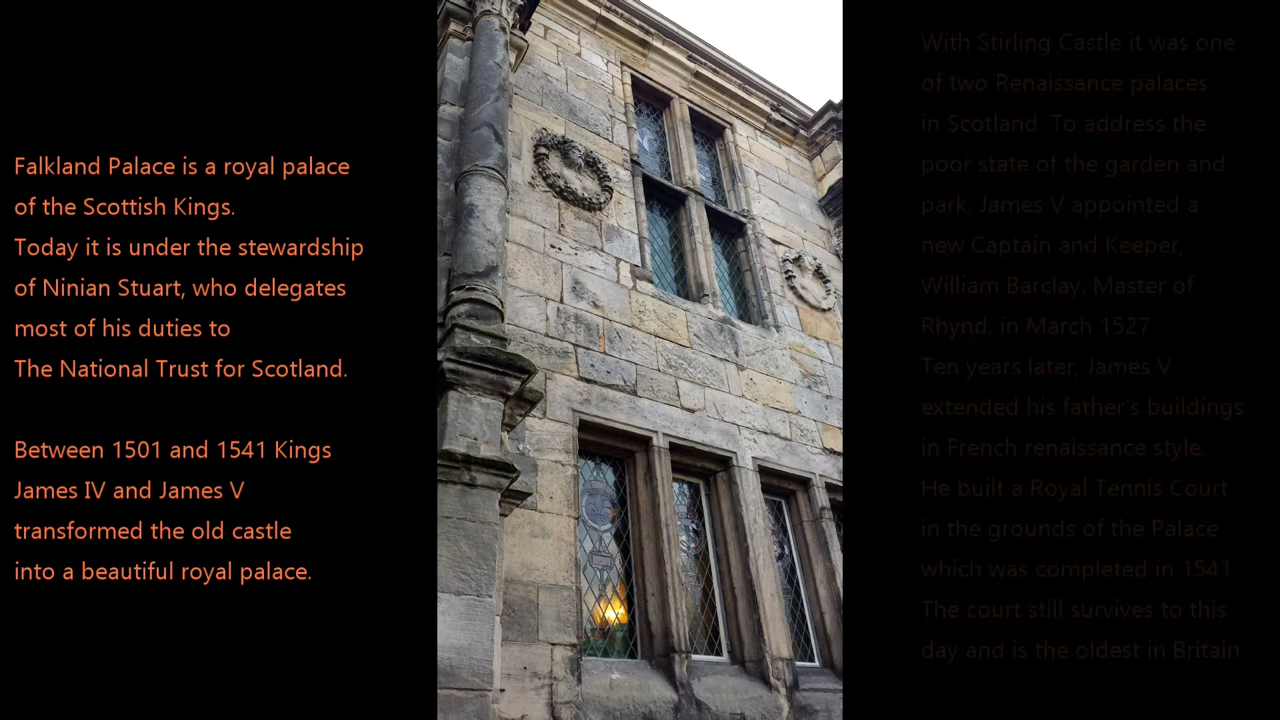 Falkland Palace is a royal palace
of the Scottish Kings.
Today it is under the stewardship
of Ninian Stuart, who delegates
most of his duties to
The National Trust for Scotland.
Between 1501 and 1541 Kings
James IV and James V
transformed the old castle
into a beautiful royal palace.
With Stirling Castle it was one
of two Renaissance palaces
in Scotland. To address the
poor state of the garden and
park, James V appointed a
new Captain and Keeper,
William Barclay, Master of
Rhynd, in March 1527
Ten years later, James V
extended his father's buildings
in French renaissance style
He built a Royal Tennis Court
in the grounds of the Palace
which was completed in 1541
The court stlll survives to this
day and is the oldest in Britain